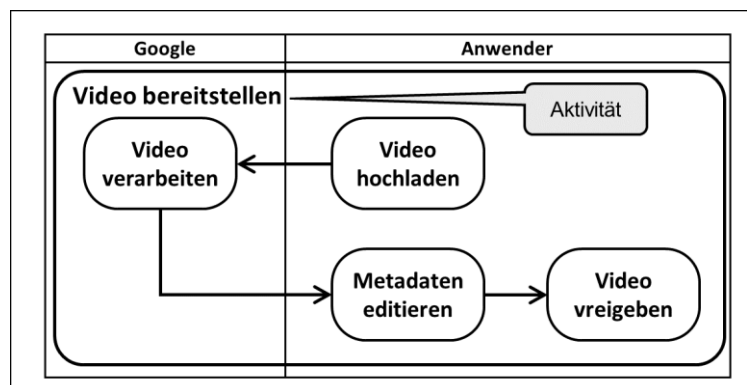 Google
Anwender
Video bereitstellen
Aktivität
Video
verarbeiten
Video
hochladen
Metadaten
editieren
Video
vreigeben